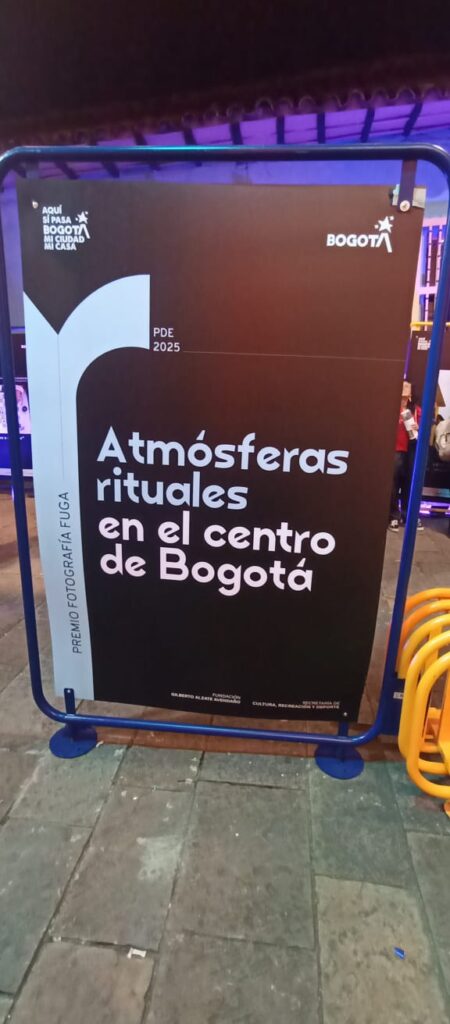 AQUÍ
SÍ PASA
BOGOTÁ
MI CIUDAD
MI CASA
BOGOTÁ
PDE
2025
Atmósferas
rituales
en el centro
de Bogotá
PREMIO FOTOGRAFÍA FUGA
FUNDACIÓN
GILBERTO ALZATE AVENDAÑO
SECRETARÍA DE
CULTURA, RECREACIÓN Y DEPORTE